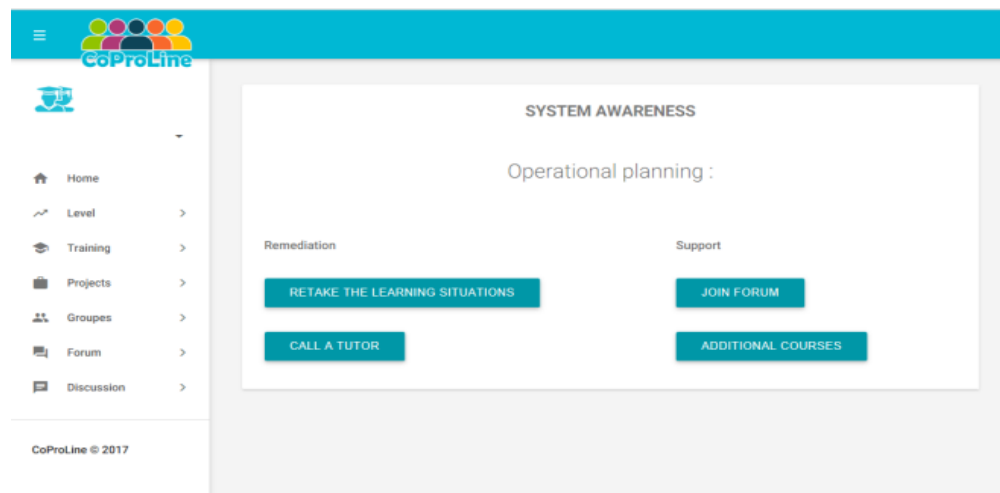 CoProLine
Home
Level
Training
Projects
Groupes
Forum
Discussion
CoProLine © 2017
SYSTEM AWARENESS
Operational planning :
Remediation
RETAKE THE LEARNING SITUATIONS
CALL A TUTOR
Support
JOIN FORUM
ADDITIONAL COURSES